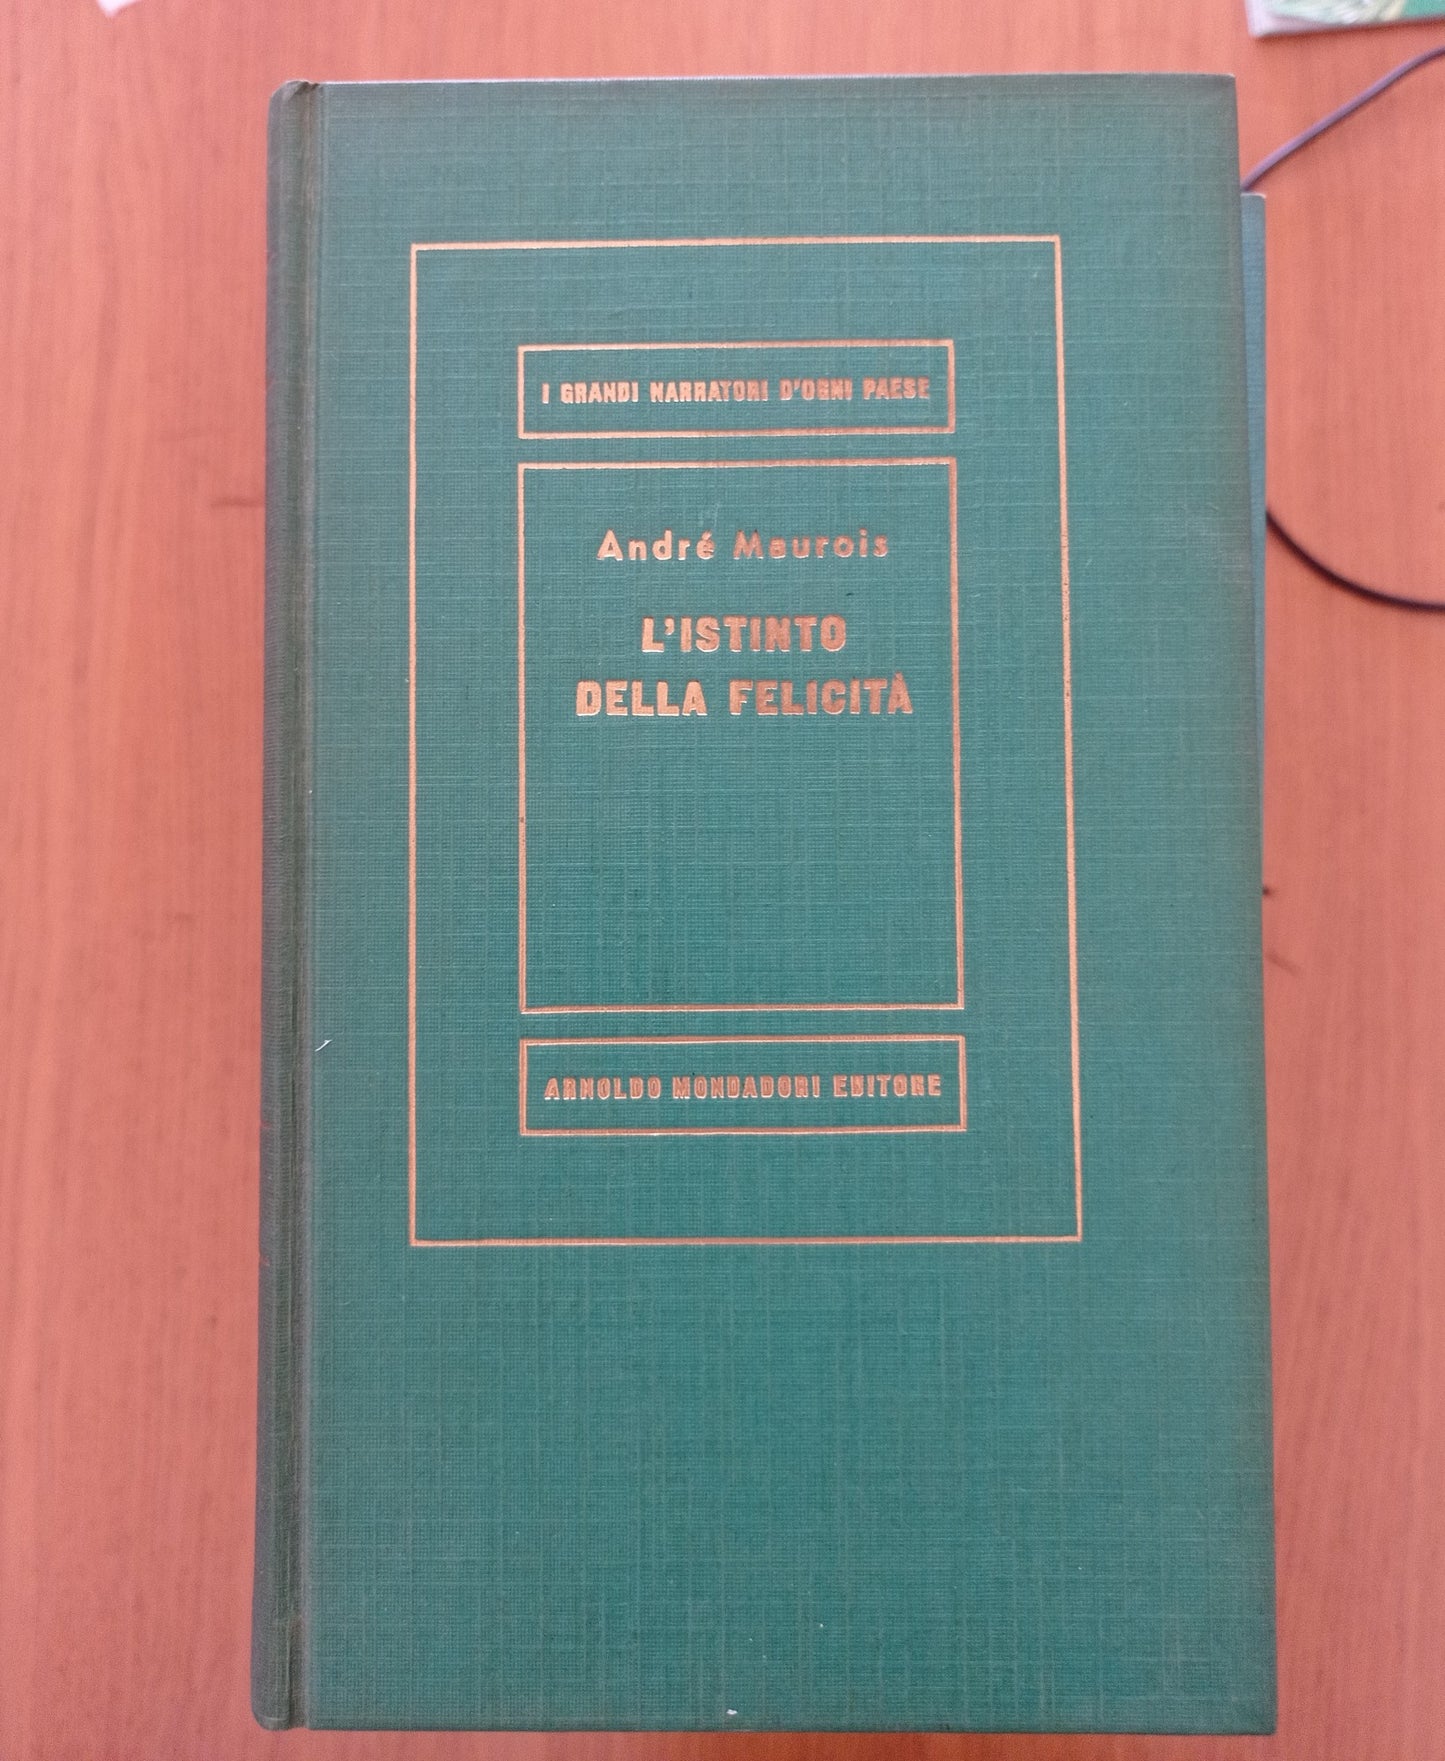 I GRANDI NARRATORI D'OGNI PAESE
André Maurois
L'ISTINTO
DELLA FELICITÀ
ARNOLDO MONDADORI EDITORE